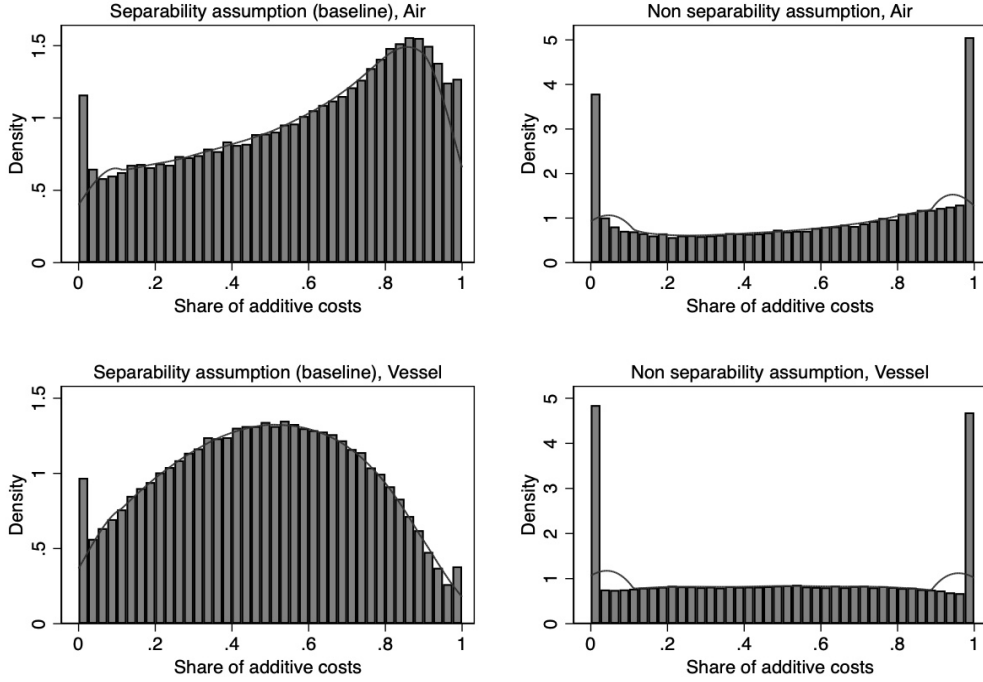 Separability assumption (baseline), Air
Density
0 .5 1 1.5
0 .2 .4 .6 .8 1
Share of additive costs
Non separability assumption, Air
Density
0 1 2 3 4 5
0 .2 .4 .6 .8 1
Share of additive costs
Separability assumption (baseline), Vessel
Density
0 .5 1 1.5
0 .2 .4 .6 .8 1
Share of additive costs
Non separability assumption, Vessel
Density
0 1 2 3 4 5
0 .2 .4 .6 .8 1
Share of additive costs